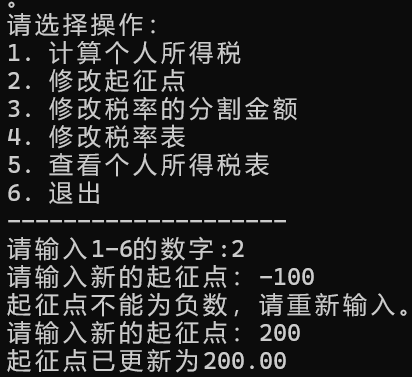 。
请选择操作:
1. 计算个人所得税
2. 修改起征点
3. 修改税率的分割金额
4. 修改税率表
5. 查看个人所得税表
6. 退出
--------------------
请输入1-6的数字:2
请输入新的起征点: -100
起征点不能为负数, 请重新输入。
请输入新的起征点: 200
起征点已更新为200.00